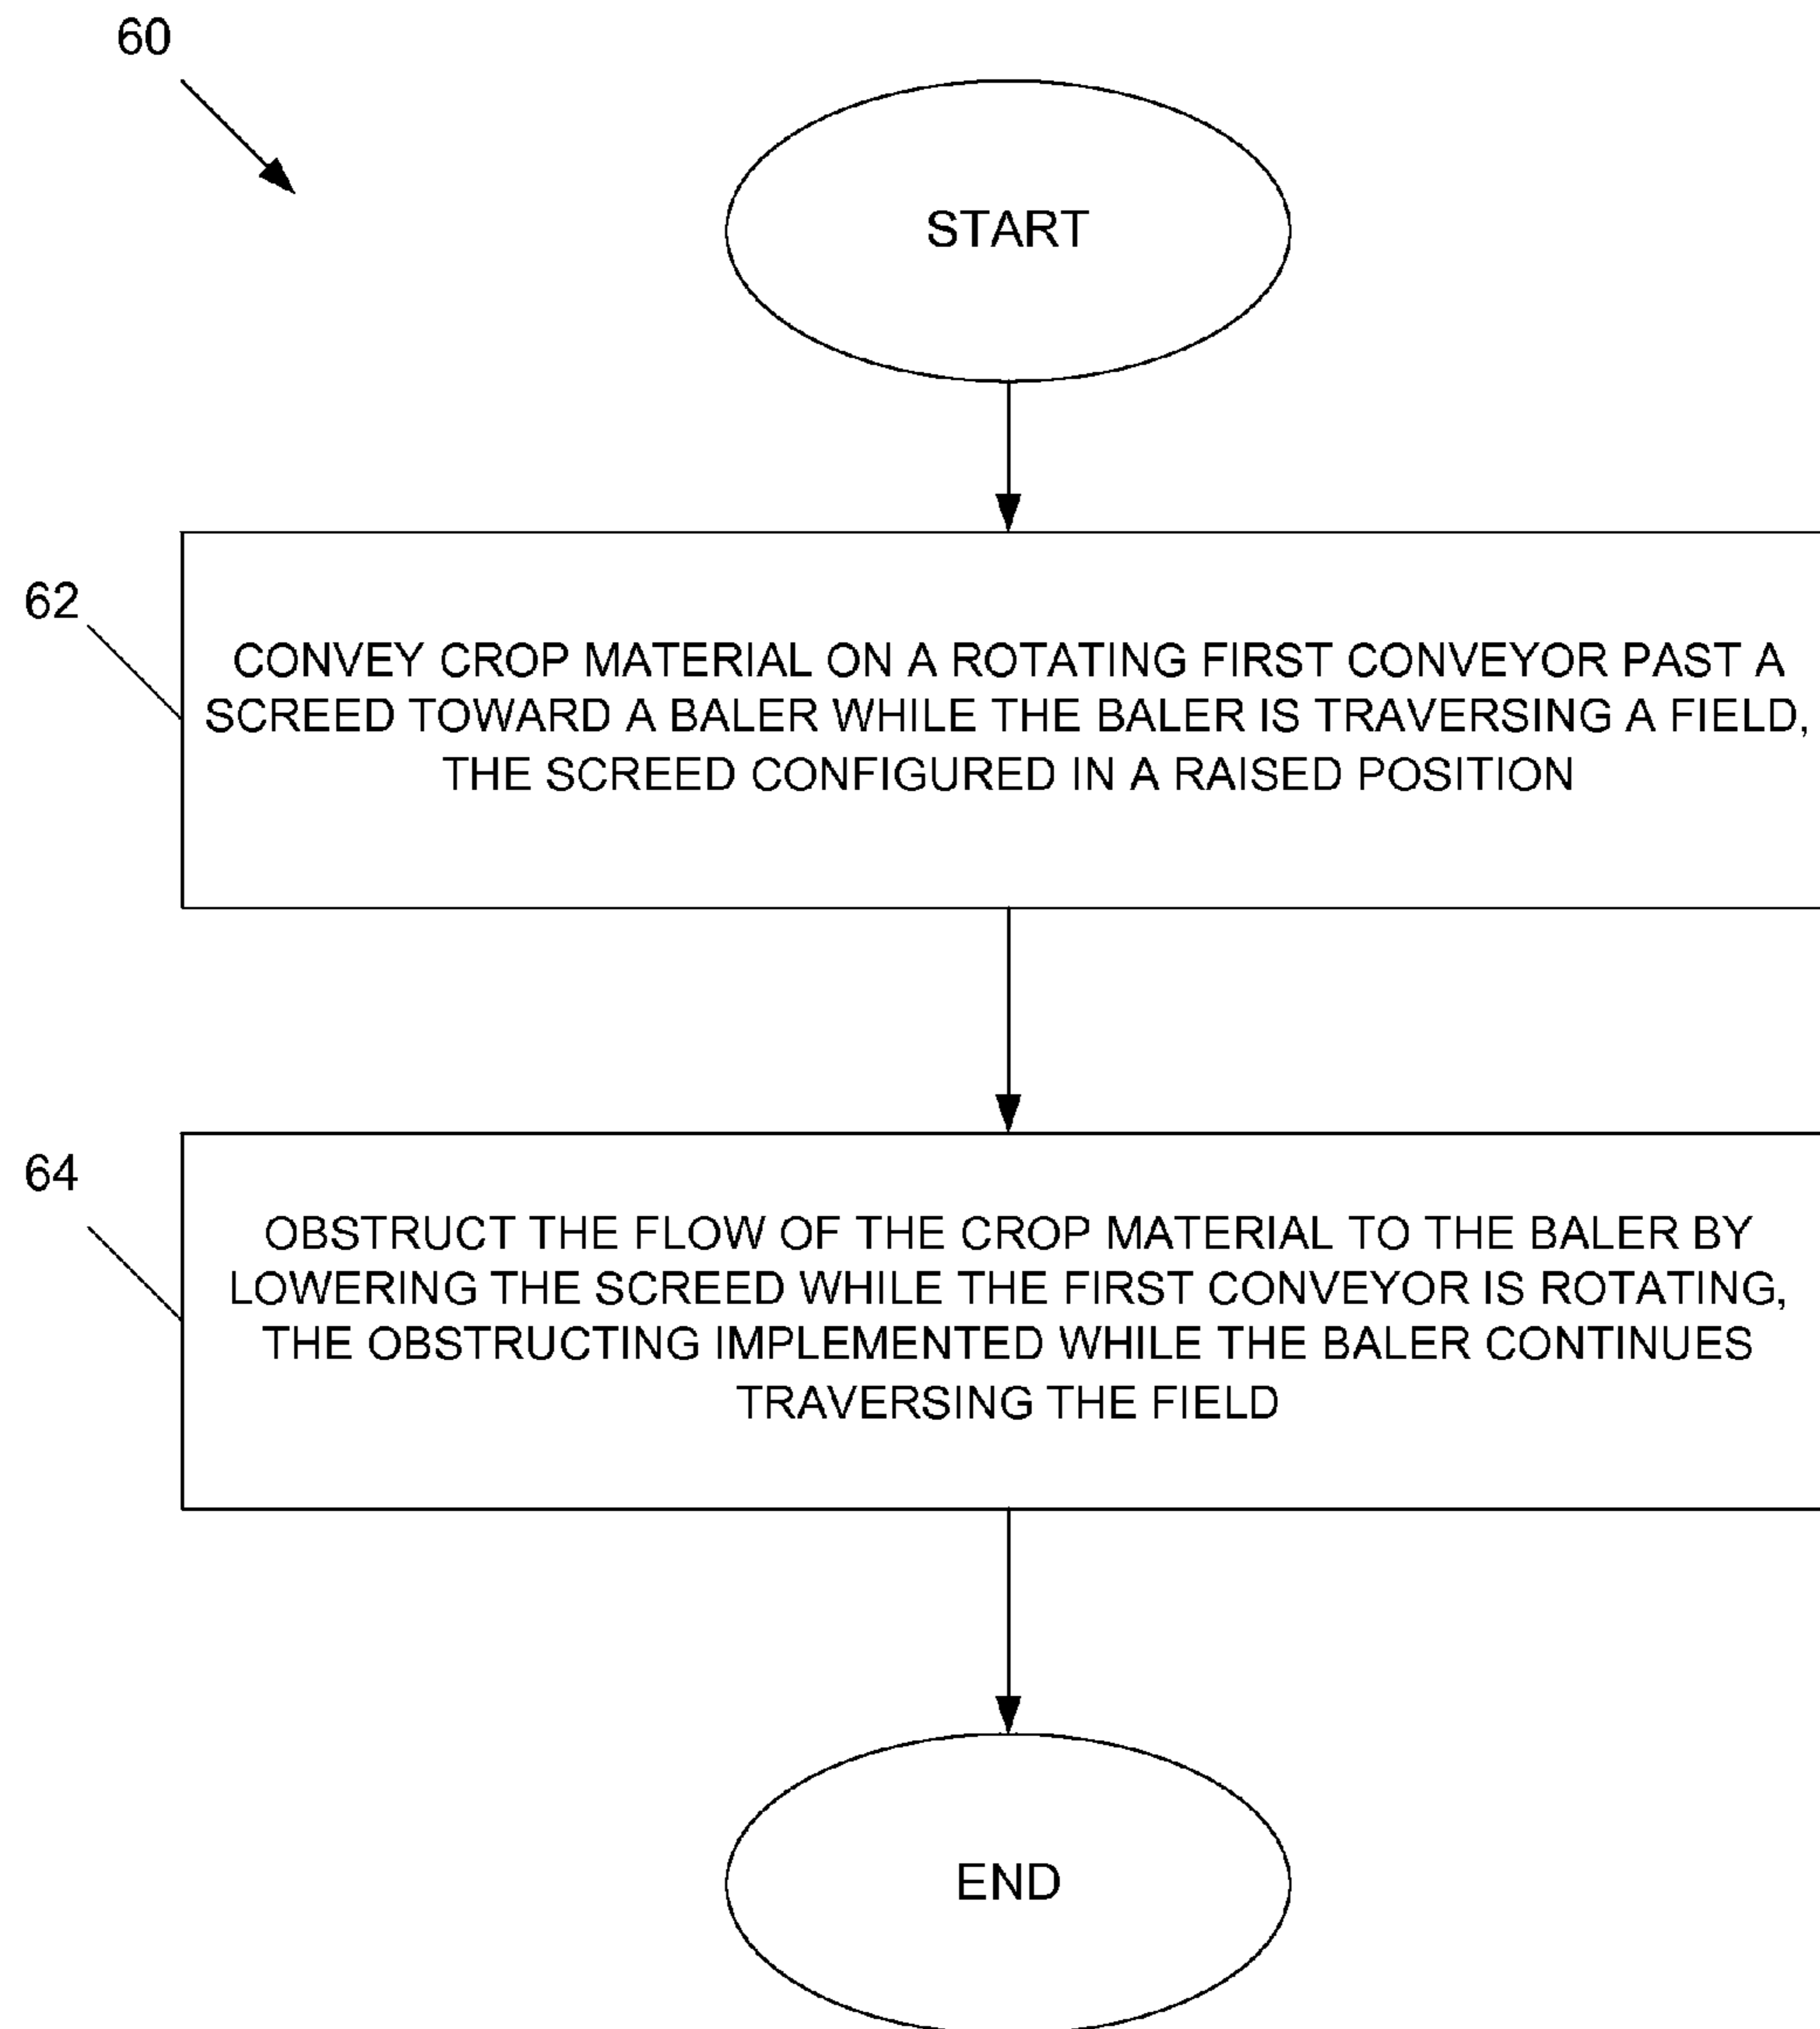 60
START
62
CONVEY CROP MATERIAL ON A ROTATING FIRST CONVEYOR PAST A
SCREED TOWARD A BALER WHILE THE BALER IS TRAVERSING A FIELD,
THE SCREED CONFIGURED IN A RAISED POSITION
64
OBSTRUCT THE FLOW OF THE CROP MATERIAL TO THE BALER BY
LOWERING THE SCREED WHILE THE FIRST CONVEYOR IS ROTATING,
THE OBSTRUCTING IMPLEMENTED WHILE THE BALER CONTINUES
TRAVERSING THE FIELD
END